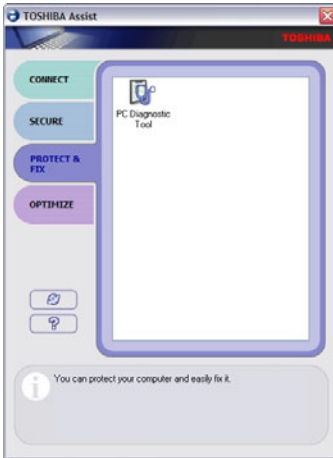 TOSHIBA Assist
TOSHIBA
CONNECT
SECURE
PROTECT &
FIX
OPTIMIZE
PC Diagnostic
Tool
?
i
You can protect your computer and easily fix it.